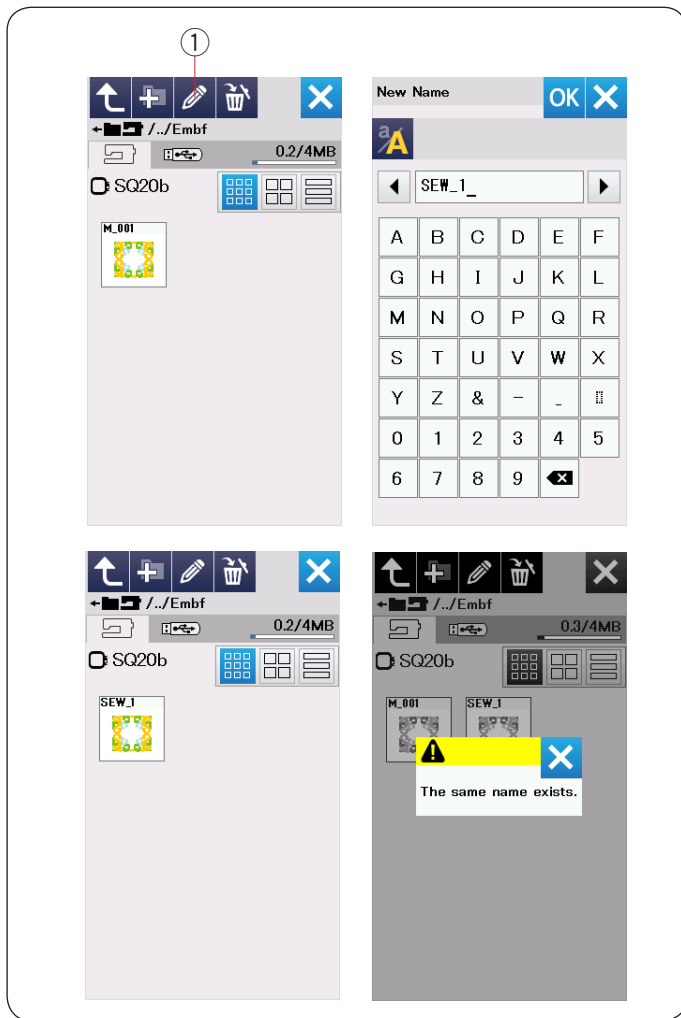 1
/../Embf
0.2/4MB
SQ20b
M_001
New Name
OK
a/A
SEW_1_
A B C D E F
G H I J K L
M N O P Q R
S T U V W X
Y Z & - _
0 1 2 3 4 5
6 7 8 9
/../Embf
0.2/4MB
SQ20b
SEW_1
/../Embf
0.3/4MB
SQ20b
M_001 SEW_1
The same name exists.